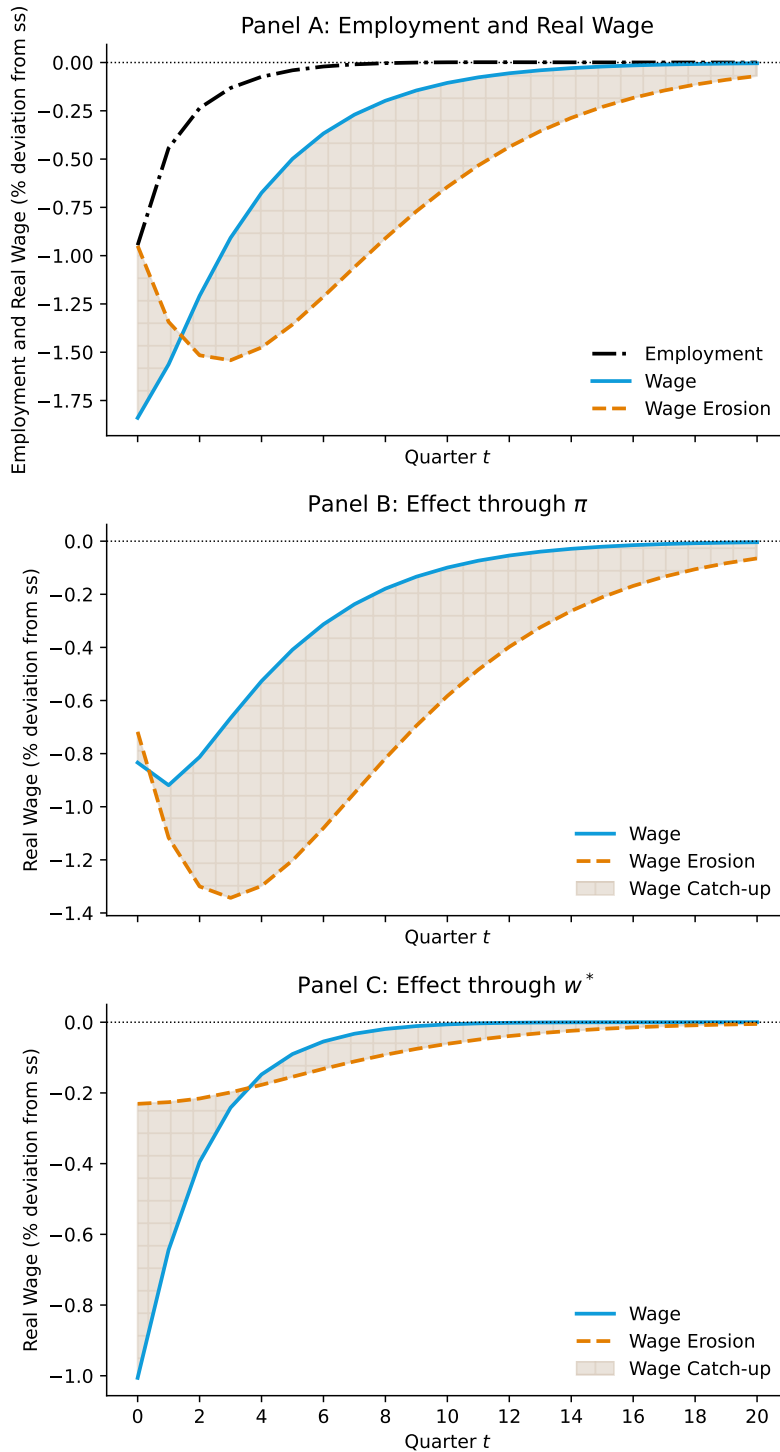 Panel A: Employment and Real Wage
Employment and Real Wage (% deviation from ss)
0.00
−0.25
−0.50
−0.75
−1.00
−1.25
−1.50
−1.75
Employment
Wage
Wage Erosion
Quarter t
Panel B: Effect through π
Real Wage (% deviation from ss)
0.0
−0.2
−0.4
−0.6
−0.8
−1.0
−1.2
−1.4
Wage
Wage Erosion
Wage Catch-up
Quarter t
Panel C: Effect through w*
Real Wage (% deviation from ss)
0.0
−0.2
−0.4
−0.6
−0.8
−1.0
Wage
Wage Erosion
Wage Catch-up
0 2 4 6 8 10 12 14 16 18 20
Quarter t